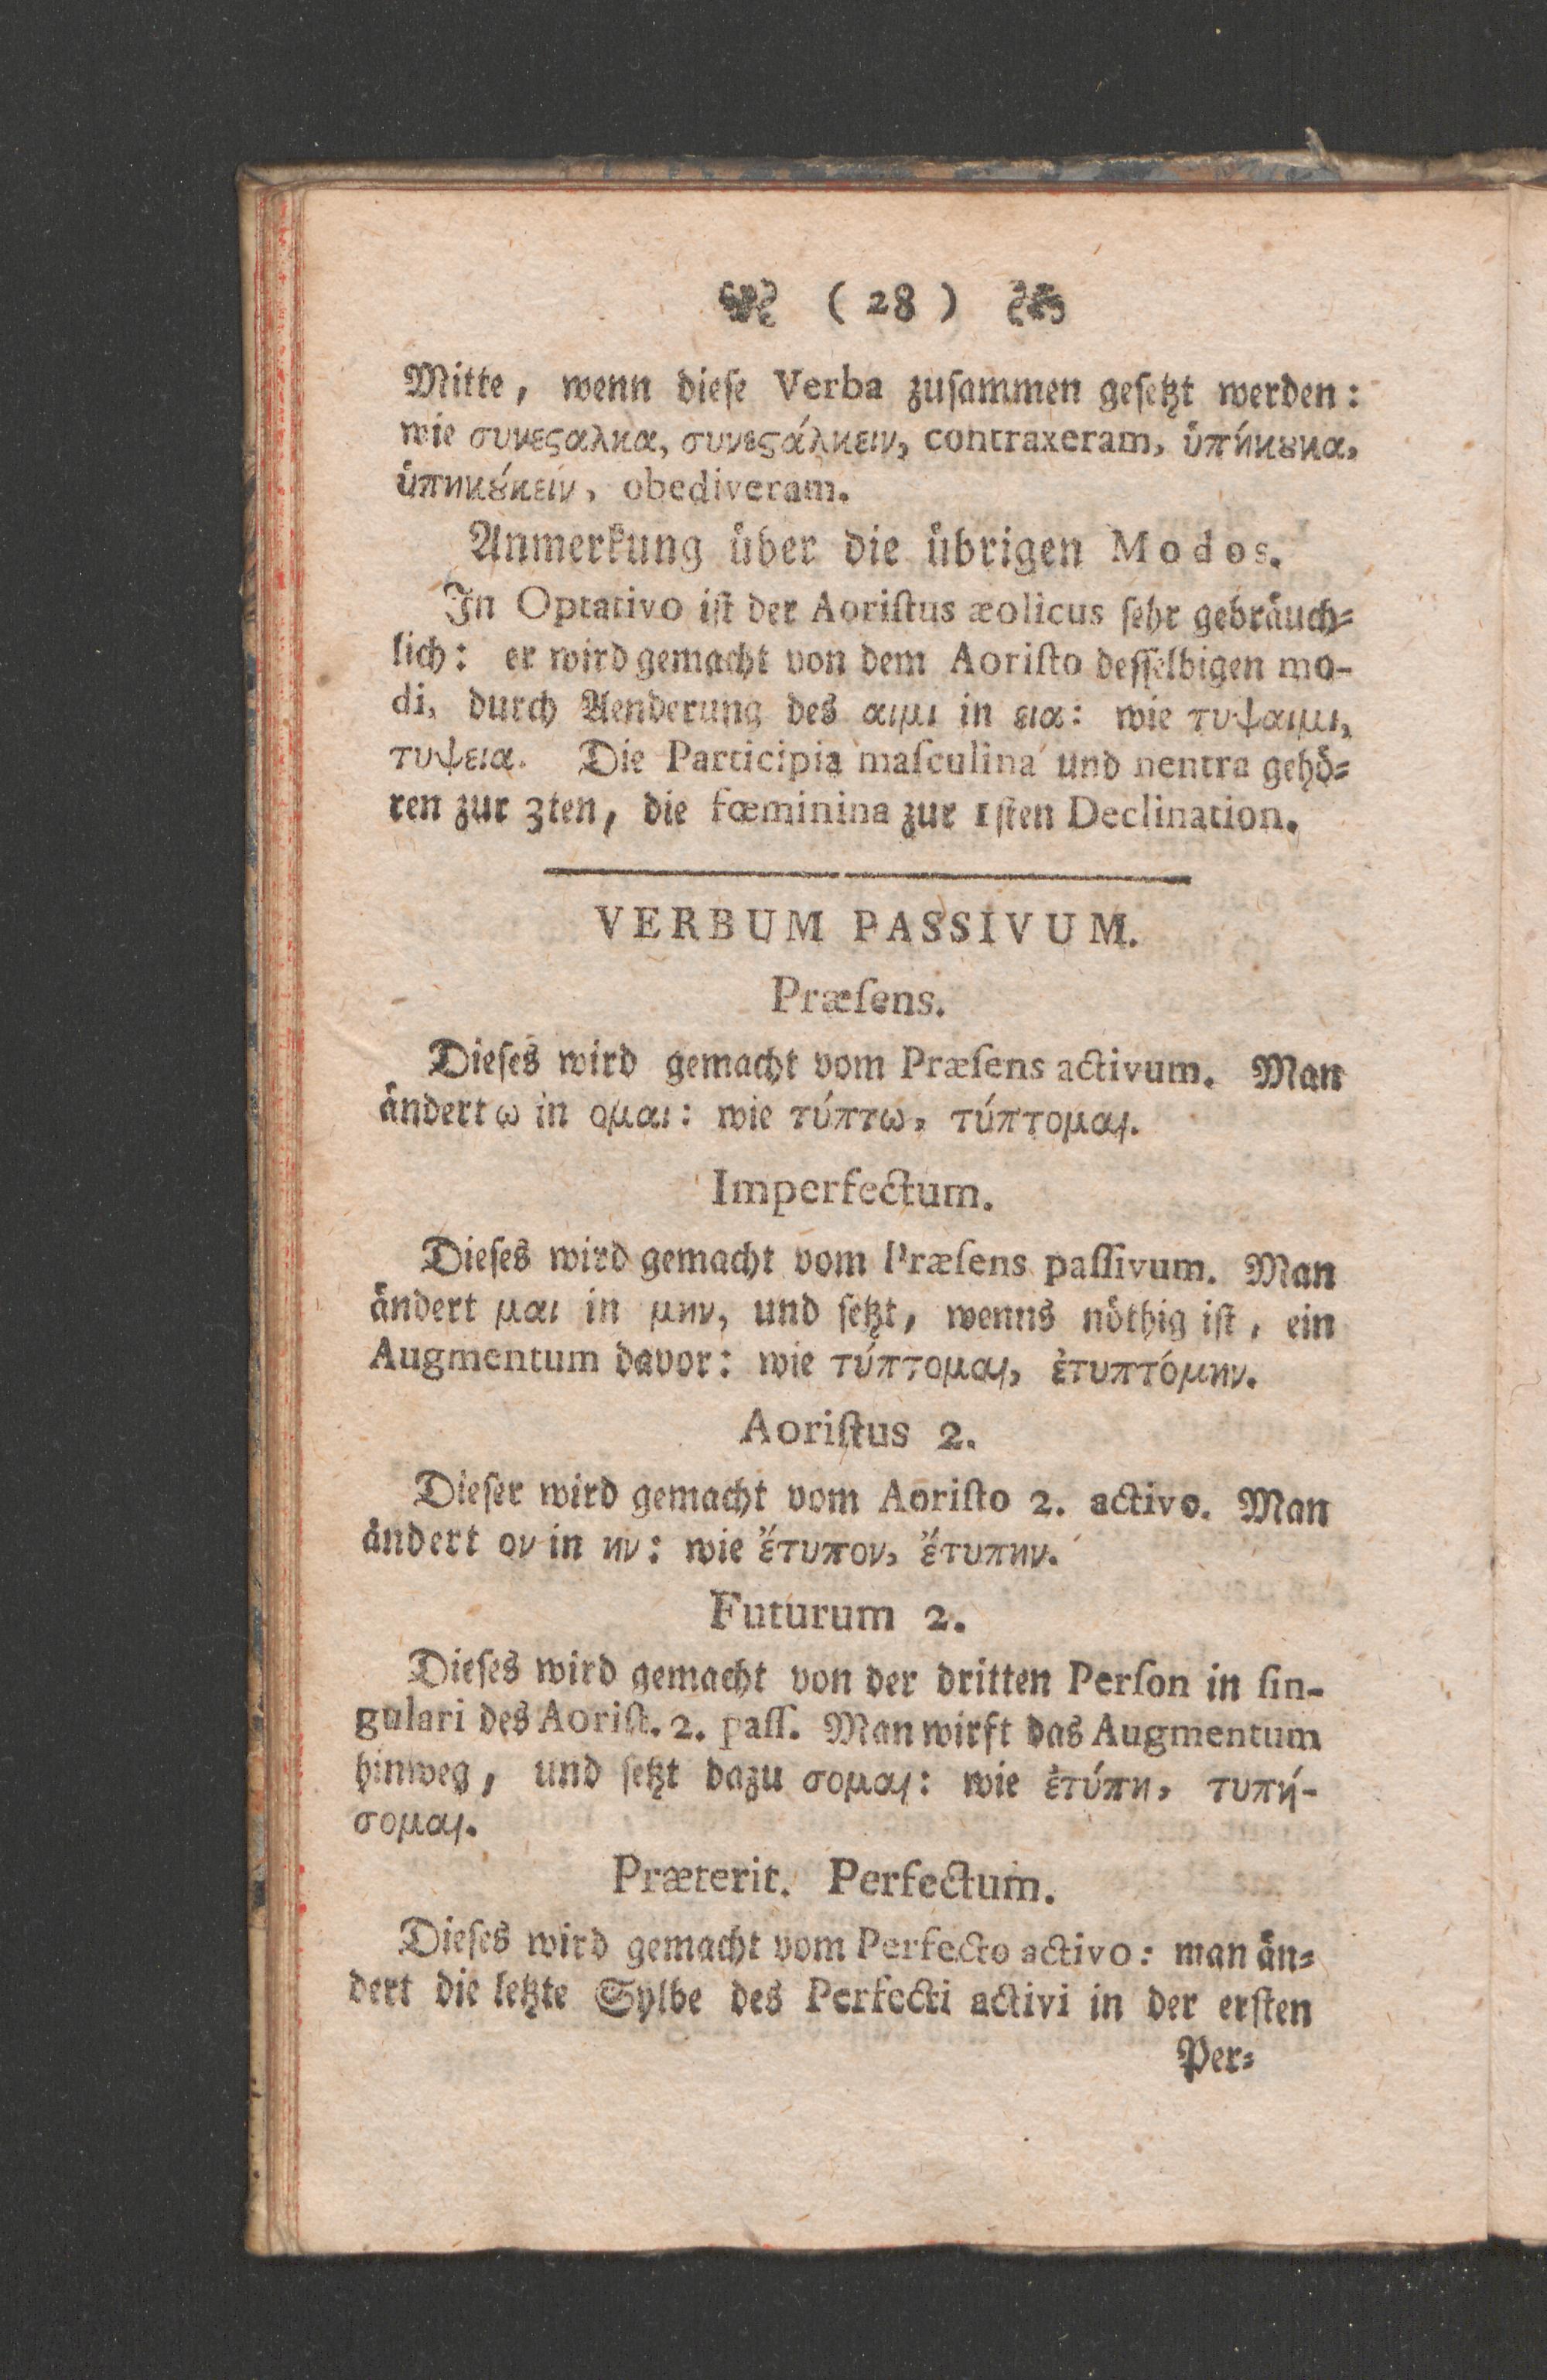 ( 28 )
Mitte, wenn dieſe Verba zuſammen geſetzt werden:
wie συνεϛαλκα, συνεϛάλκειν, contraxeram, ὑπήκȣκα,
ὑπηκȣ́κειν, obediveram.
Anmerkung über die übrigen Modos.
In Optativo iſt der Aoriſtus æolicus ſehr gebräuch⸗
lich: er wird gemacht von dem Aoriſto deſſelbigen mo-
di, durch Aenderung des αιμι in εια: wie τυψαιμι,
τυψεια. Die Participia maſculina und nentra gehö⸗
ren zur 3ten, die fœminina zur 1ſten Declination.
VERBUM PASSIVUM.
Præſens.
Dieſes wird gemacht vom Præſens activum. Man
ändert ω in ομαι: wie τύπτω, τύπτομαι.
Imperfectum.
Dieſes wird gemacht vom Præſens paſſivum. Man
ändert μαι in μην, und ſetzt, wenns nöthig iſt, ein
Augmentum davor: wie τύπτομαι, ἐτυπτόμην.
Aoriſtus 2.
Dieſer wird gemacht vom Aoriſto 2. activo. Man
ändert ον in ην: wie ἔτυπον, ἔτυπην.
Futurum 2.
Dieſes wird gemacht von der dritten Perſon in ſin-
gulari des Aoriſt. 2. paſſ. Man wirft das Augmentum
hinweg, und ſetzt dazu σομαι: wie ἐτύπη, τυπή-
σομαι.
Præterit. Perfectum.
Dieſes wird gemacht vom Perfecto activo: man än⸗
dert die letzte Sylbe des Perfecti activi in der erſten
Per⸗